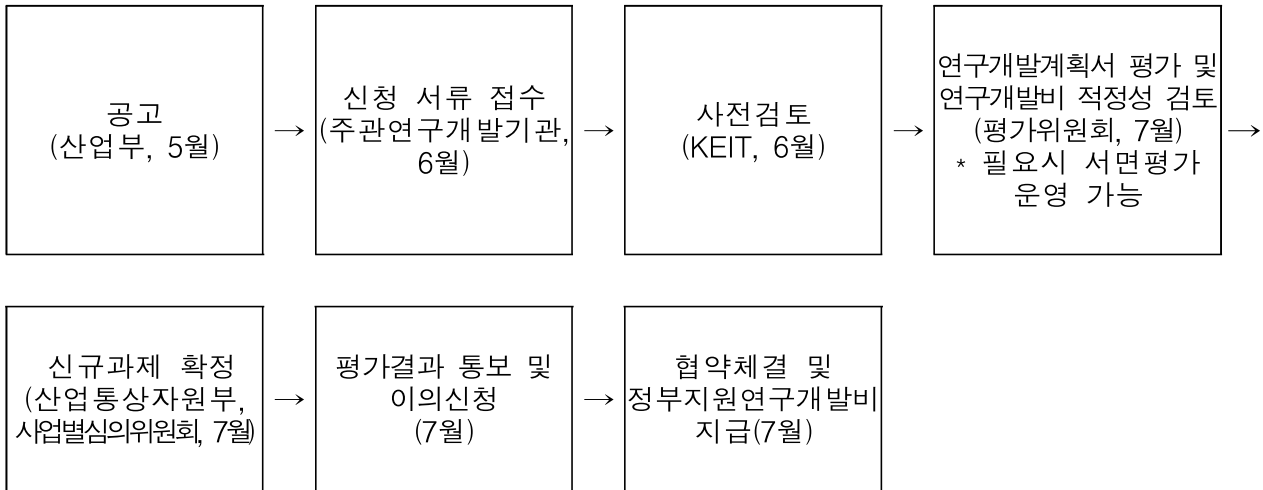 공고
(산업부, 5월)
→
신청 서류 접수
(주관연구개발기관,
6월)
→
사전검토
(KEIT, 6월)
→
연구개발계획서 평가 및
연구개발비 적정성 검토
(평가위원회, 7월)
* 필요시 서면평가
운영 가능
→
신규과제 확정
(산업통상자원부,
사업별심의위원회, 7월)
→
평가결과 통보 및
이의신청
(7월)
→
협약체결 및
정부지원연구개발비
지급(7월)